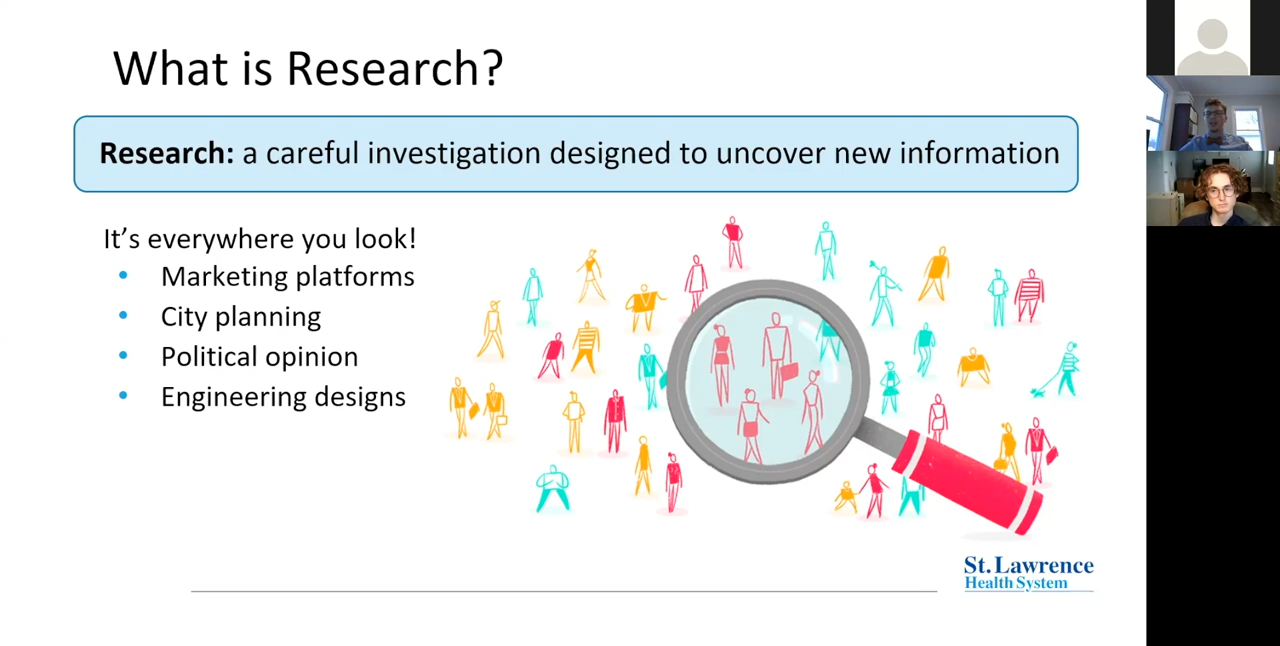 What is Research?
Research: a careful investigation designed to uncover new information
It's everywhere you look!
• Marketing platforms
• City planning
• Political opinion
• Engineering designs
St. Lawrence
Health System